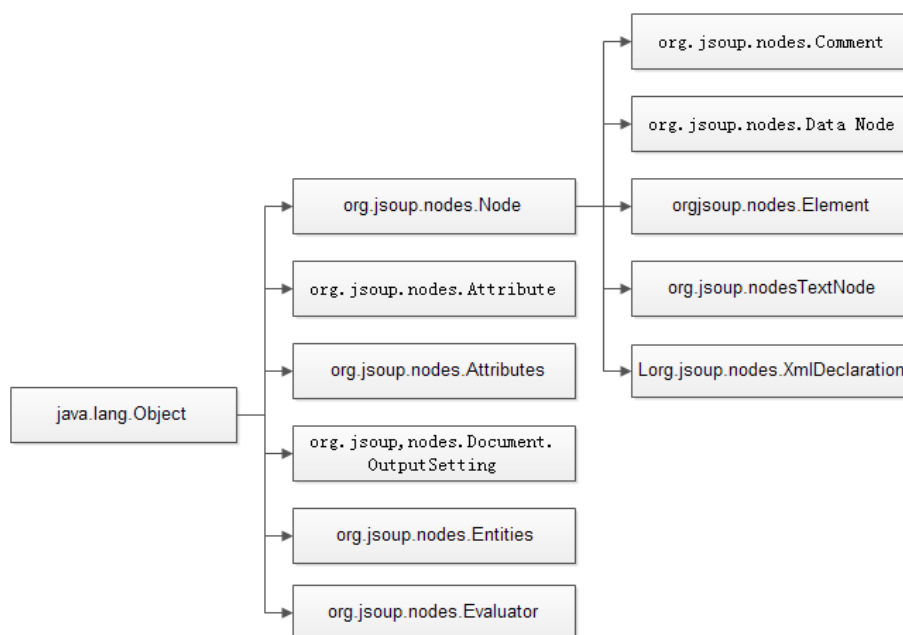 org.jsoup.nodes.Comment
org.jsoup.nodes.Data Node
org.jsoup.nodes.Node
orgjsoup.nodes.Element
org.jsoup.nodes.Attribute
org.jsoup.nodesTextNode
org.jsoup.nodes.Attributes
Lorg.jsoup.nodes.XmlDeclaration
java.lang.Object
org.jsoup,nodes.Document.
OutputSetting
org.jsoup.nodes.Entities
org.jsoup.nodes.Evaluator